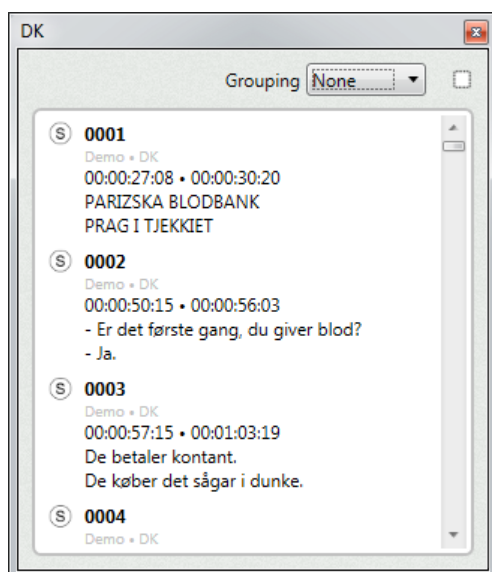 DK
Grouping None
S 0001
Demo • DK
00:00:27:08 • 00:00:30:20
PARIZSKA BLODBANK
PRAG I TJEKKIET
S 0002
Demo • DK
00:00:50:15 • 00:00:56:03
- Er det første gang, du giver blod?
- Ja.
S 0003
Demo • DK
00:00:57:15 • 00:01:03:19
De betaler kontant.
De køber det sågar i dunke.
S 0004
Demo • DK